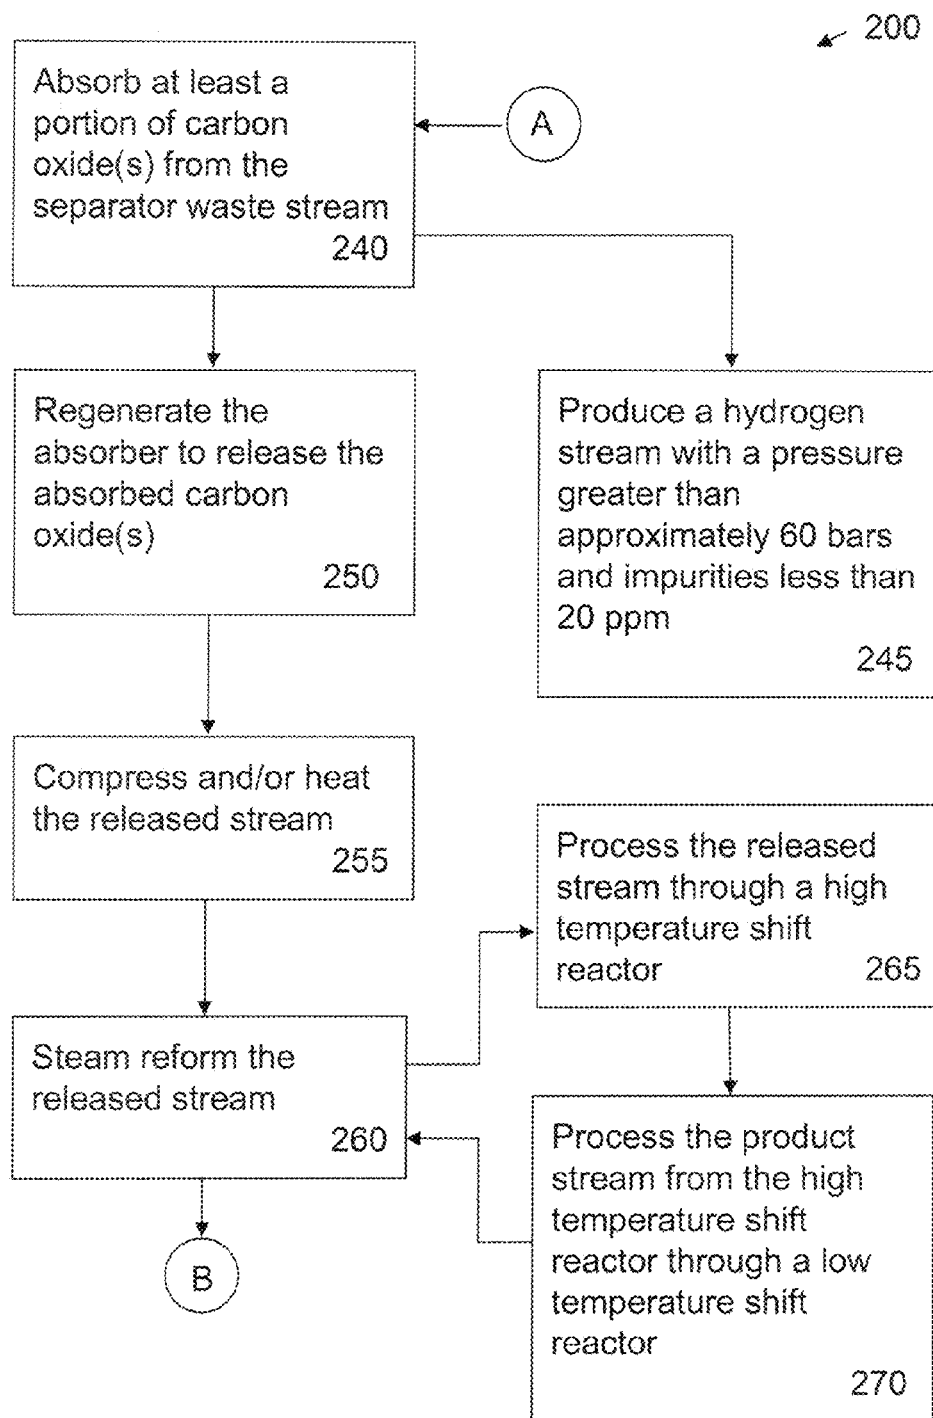 200
Absorb at least a
portion of carbon
oxide(s) from the
separator waste stream
240
A
Regenerate the
absorber to release the
absorbed carbon
oxide(s)
250
Produce a hydrogen
stream with a pressure
greater than
approximately 60 bars
and impurities less than
20 ppm
245
Compress and/or heat
the released stream
255
Process the released
stream through a high
temperature shift
reactor 265
Steam reform the
released stream
260
Process the product
stream from the high
temperature shift
reactor through a low
temperature shift
reactor
270
B